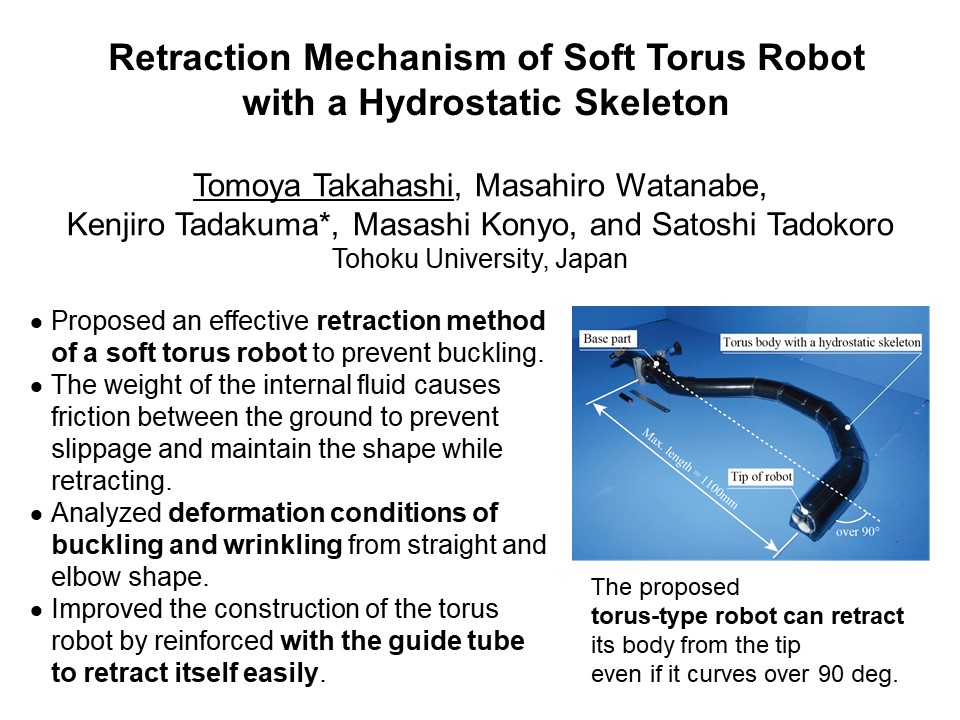 Retraction Mechanism of Soft Torus Robot
with a Hydrostatic Skeleton
Tomoya Takahashi, Masahiro Watanabe,
Kenjiro Tadakuma*, Masashi Konyo, and Satoshi Tadokoro
Tohoku University, Japan
● Proposed an effective retraction method
of a soft torus robot to prevent buckling.
● The weight of the internal fluid causes
friction between the ground to prevent
slippage and maintain the shape while
retracting.
● Analyzed deformation conditions of
buckling and wrinkling from straight and
elbow shape.
● Improved the construction of the torus
robot by reinforced with the guide tube
to retract itself easily.
Base part
Torus body with a hydrostatic skeleton
Max. length = 1100mm
Tip of robot
over 90°
The proposed
torus-type robot can retract
its body from the tip
even if it curves over 90 deg.